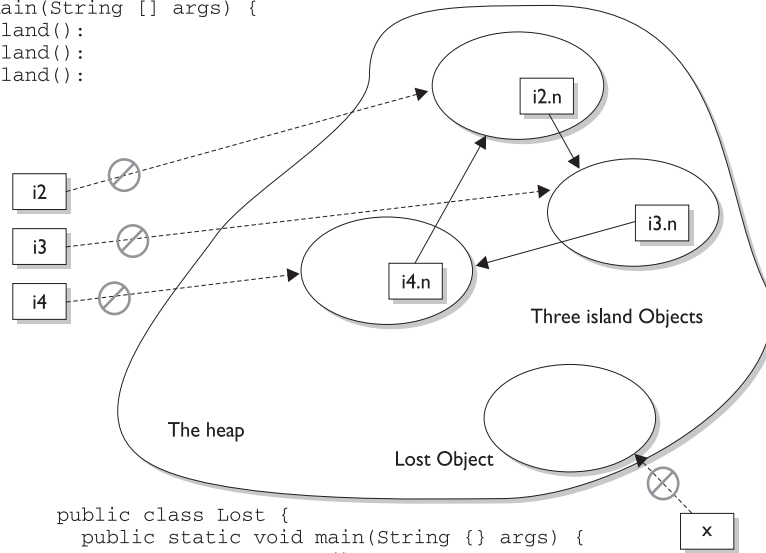 ain(String [] args) {
land():
land():
land():
i2.n
i2
i3.n
i3
i4.n
i4
Three island Objects
The heap
Lost Object
public class Lost {
public static void main(String {} args) {
x